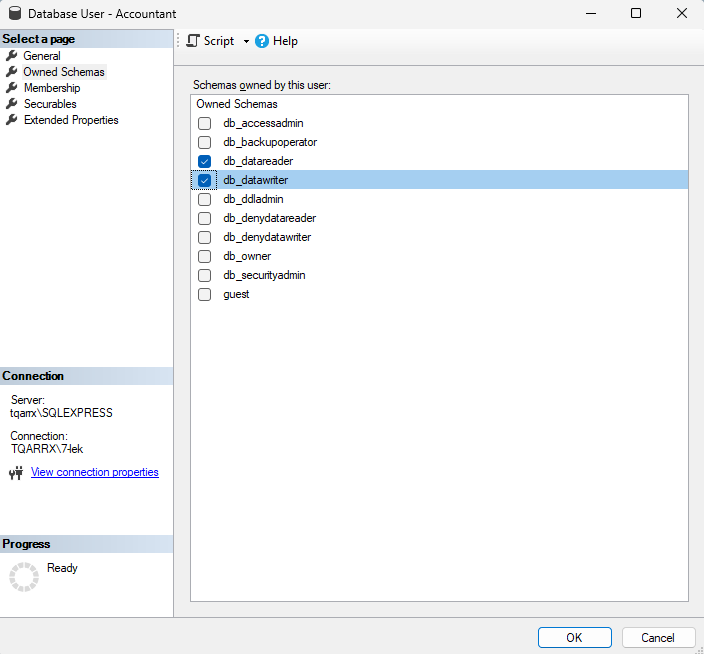 Database User - Accountant
Select a page
General
Owned Schemas
Membership
Securables
Extended Properties
Script
Help
Schemas owned by this user:
Owned Schemas
db_accessadmin
db_backupoperator
db_datareader
db_datawriter
db_ddladmin
db_denydatareader
db_denydatawriter
db_owner
db_securityadmin
guest
Connection
Server:
tqarrx\SQLEXPRESS
Connection:
TQARRX\7-lek
View connection properties
Progress
Ready
OK
Cancel